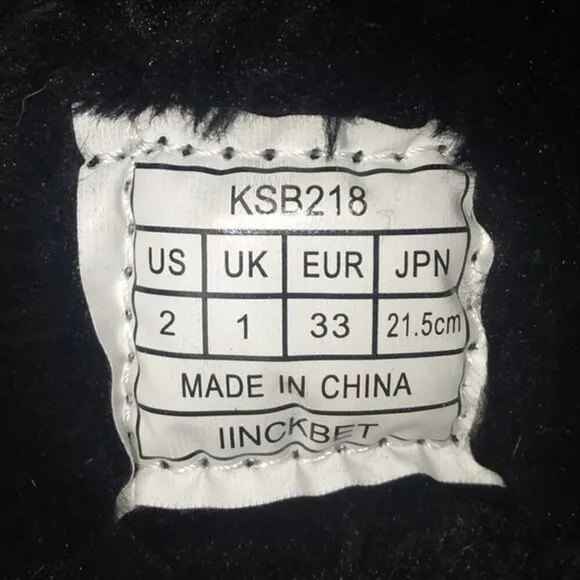 KSB218
US UK EUR JPN
2 1 33 21.5cm
MADE IN CHINA
IINCKBET